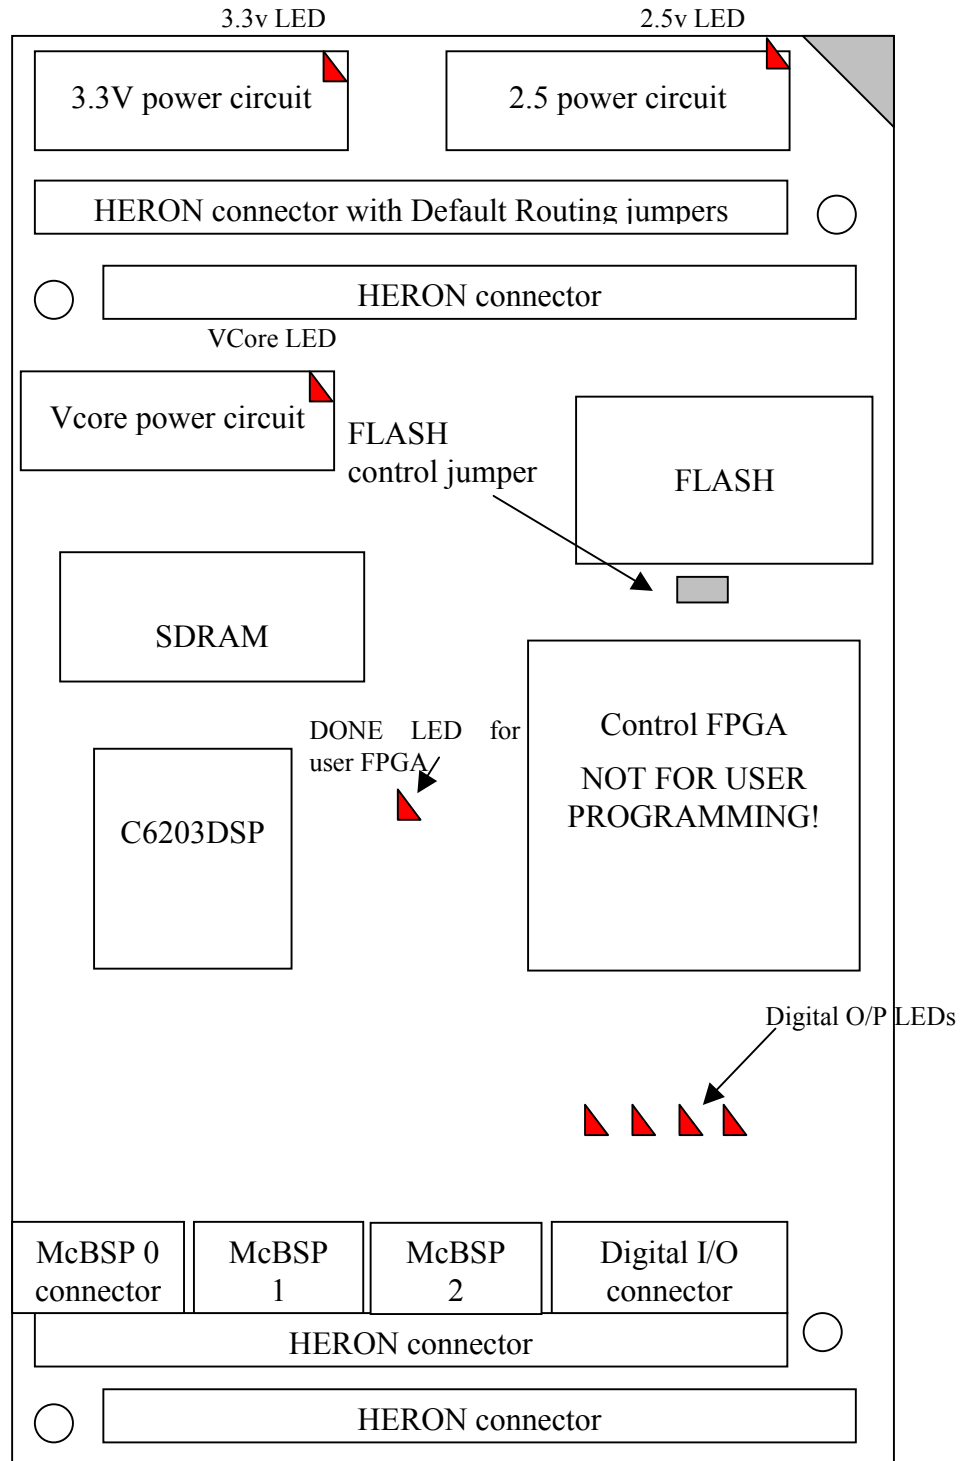 3.3v LED
2.5v LED
3.3V power circuit
2.5 power circuit
HERON connector with Default Routing jumpers
HERON connector
VCore LED
Vcore power circuit
FLASH
control jumper
FLASH
SDRAM
DONE LED for
user FPGA
Control FPGA
NOT FOR USER
PROGRAMMING!
C6203DSP
Digital O/P LEDs
McBSP 0
connector
McBSP
1
McBSP
2
Digital I/O
connector
HERON connector
HERON connector